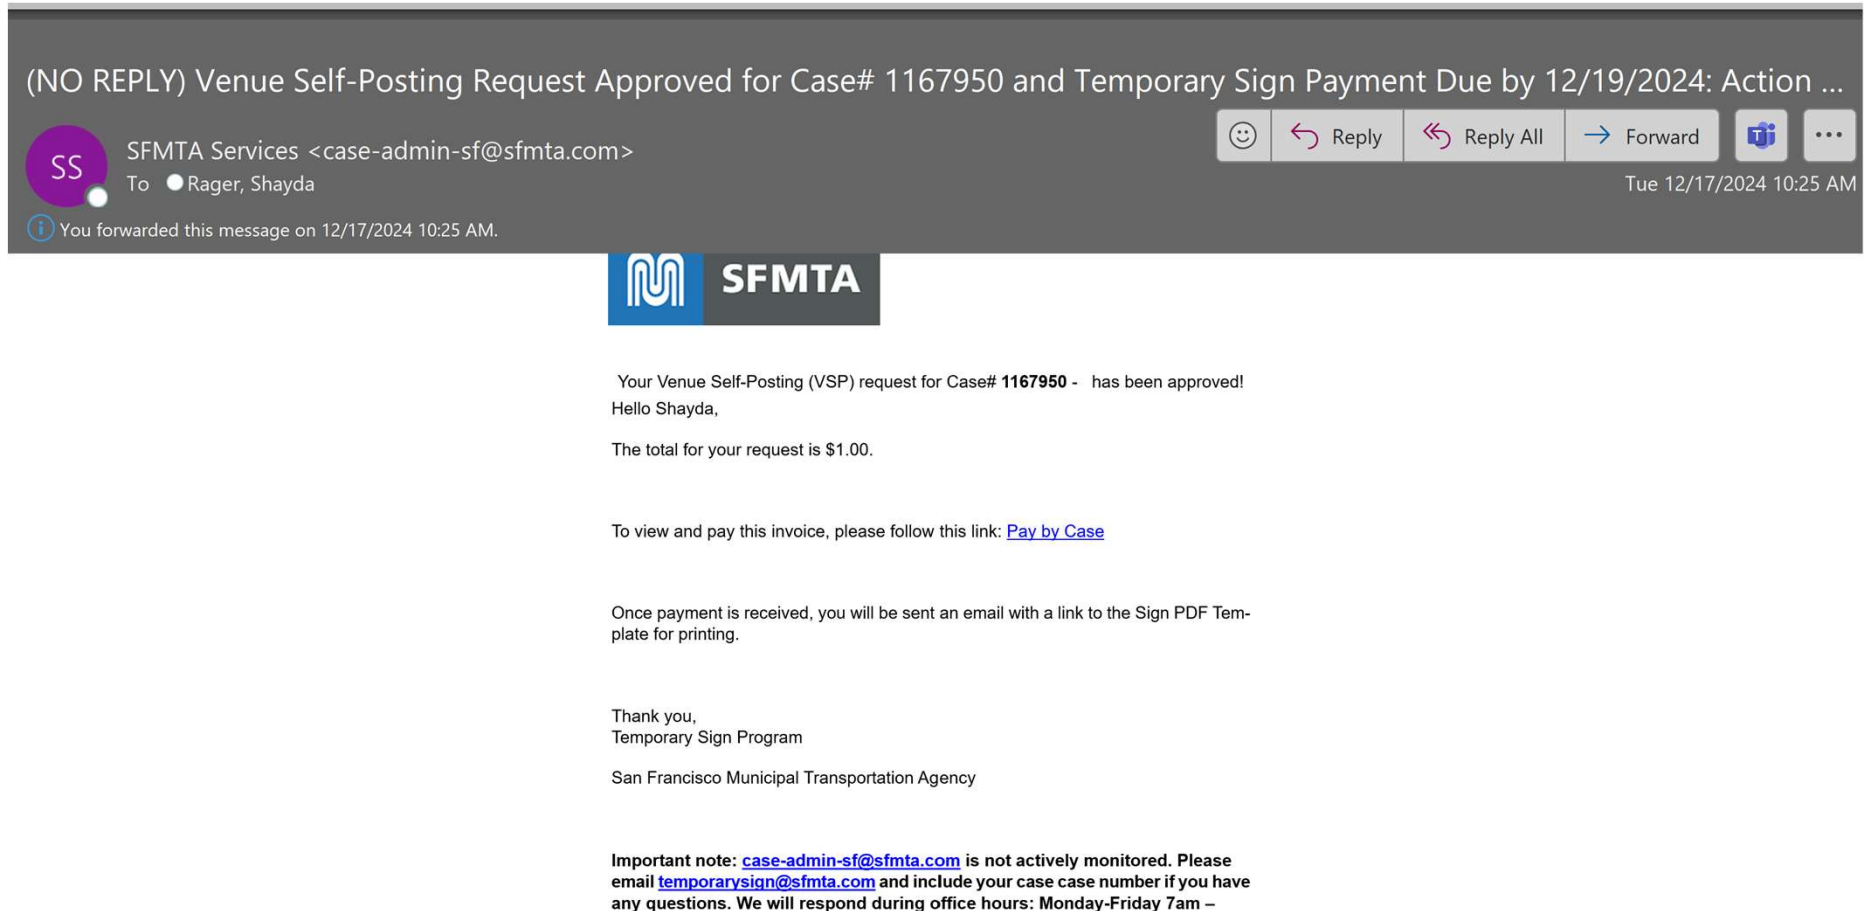 (NO REPLY) Venue Self-Posting Request Approved for Case# 1167950 and Temporary Sign Payment Due by 12/19/2024: Action ...
SS
SFMTA Services <case-admin-sf@sfmta.com>
To Rager, Shayda
Reply
Reply All
Forward
Tue 12/17/2024 10:25 AM
You forwarded this message on 12/17/2024 10:25 AM.
SFMTA
Your Venue Self-Posting (VSP) request for Case# 1167950 - has been approved!
Hello Shayda,
The total for your request is $1.00.
To view and pay this invoice, please follow this link: Pay by Case
Once payment is received, you will be sent an email with a link to the Sign PDF Tem-
plate for printing.
Thank you,
Temporary Sign Program
San Francisco Municipal Transportation Agency
Important note: case-admin-sf@sfmta.com is not actively monitored. Please
email temporarysign@sfmta.com and include your case case number if you have
any questions. We will respond during office hours: Monday-Friday 7am –